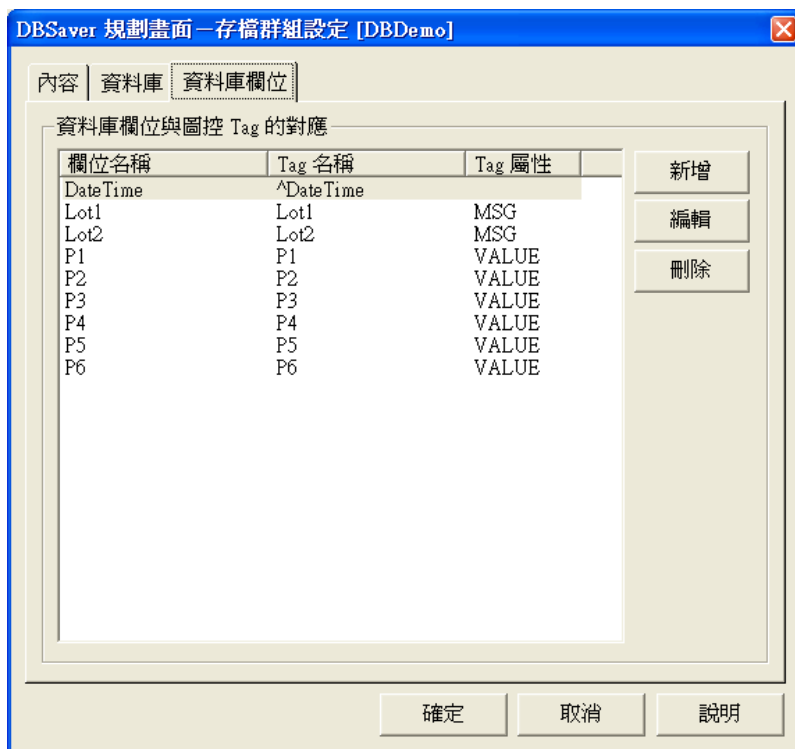 DBSaver 規劃畫面－存檔群組設定 [DBDemo]
內容 資料庫 資料庫欄位
資料庫欄位與圖控 Tag 的對應
欄位名稱 Tag 名稱 Tag 屬性
DateTime ^DateTime
Lot1 Lot1 MSG
Lot2 Lot2 MSG
P1 P1 VALUE
P2 P2 VALUE
P3 P3 VALUE
P4 P4 VALUE
P5 P5 VALUE
P6 P6 VALUE
新增
編輯
刪除
確定 取消 說明